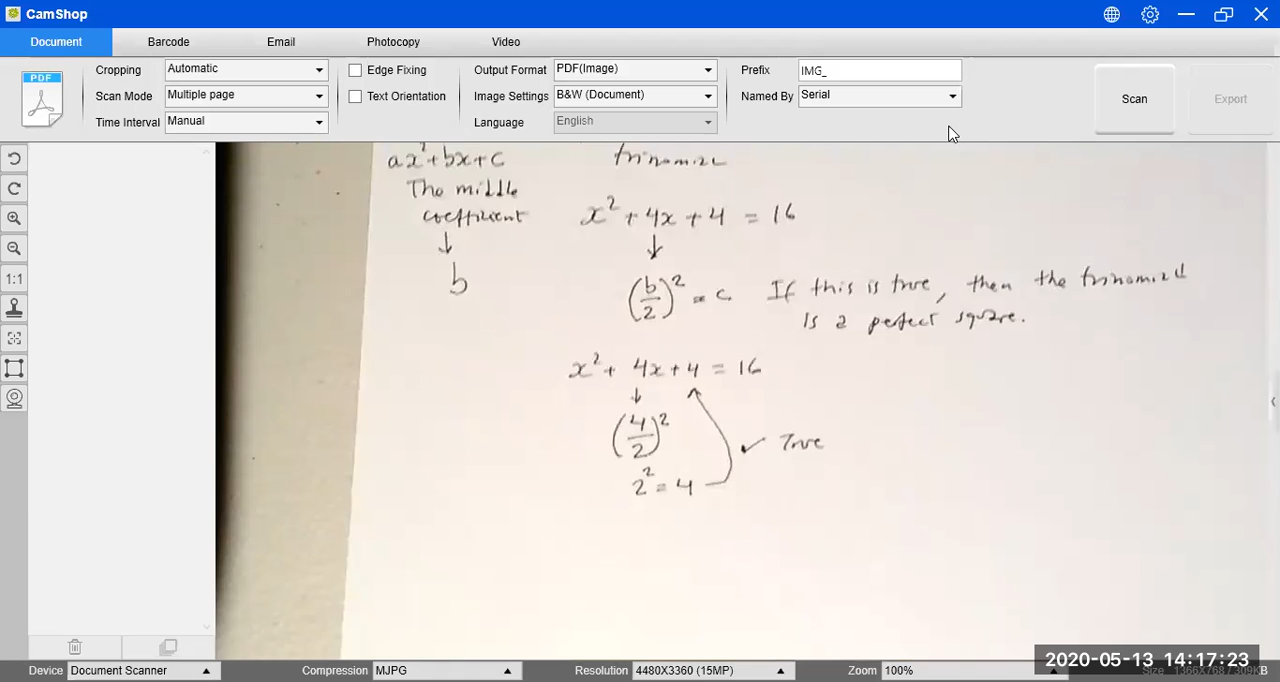 CamShop
Document Barcode Email Photocopy Video
PDF
Cropping Automatic
Edge Fixing
Output Format PDF(Image)
Prefix IMG_
Scan Mode Multiple page
Text Orientation
Image Settings B&W (Document)
Named By Serial
Scan
Export
Time Interval Manual
Language English
1:1
ax²+bx+c
The middle
coefficient
↓
b
x² + 4x + 4 = 16
↓
(b/2)² = c If this is true, then the trinomial
is a perfect square.
x² + 4x + 4 = 16
↓
(4/2)²
✓ True
2² = 4
Device Document Scanner
Compression MJPG
Resolution 4480X3360 (15MP)
Zoom 100%
2020-05-13 14:17:23